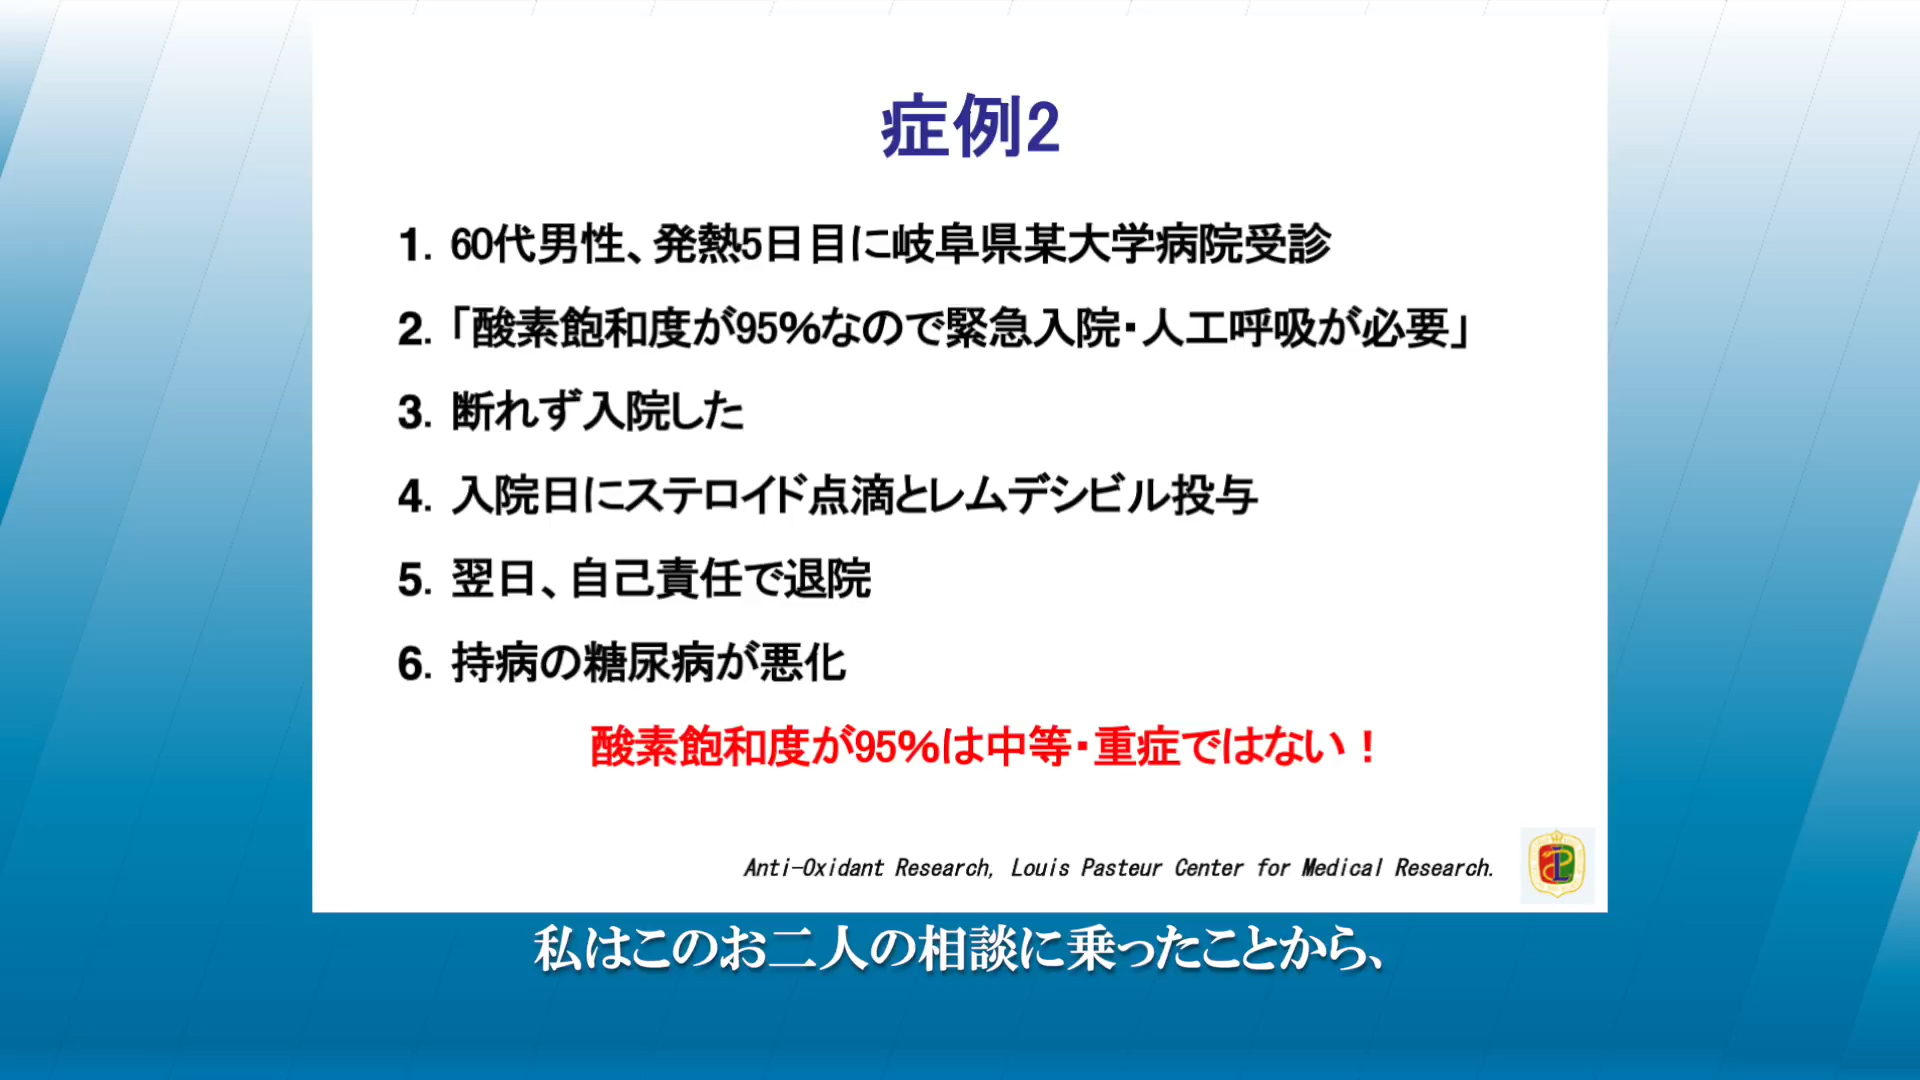 症例2
1. 60代男性、発熱5日目に岐阜県某大学病院受診
2. 「酸素飽和度が95%なので緊急入院・人工呼吸が必要」
3. 断れず入院した
4. 入院日にステロイド点滴とレムデシビル投与
5. 翌日、自己責任で退院
6. 持病の糖尿病が悪化
酸素飽和度が95%は中等・重症ではない！
Anti-Oxidant Research, Louis Pasteur Center for Medical Research.
私はこのお二人の相談に乗ったことから、